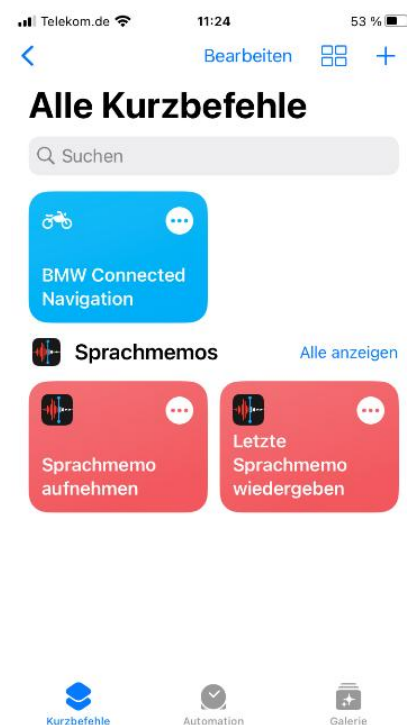 Telekom.de 11:24 53 %
Bearbeiten
Alle Kurzbefehle
Suchen
BMW Connected
Navigation
Sprachmemos Alle anzeigen
Sprachmemo
aufnehmen
Letzte
Sprachmemo
wiedergeben
Kurzbefehle Automation Galerie